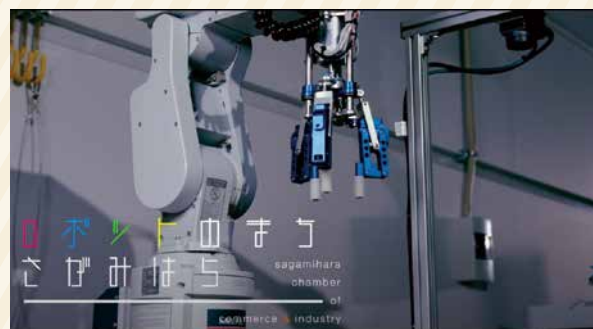 ロボットのまち
さがみはら
sagamihara
chamber
of
commerce & industry